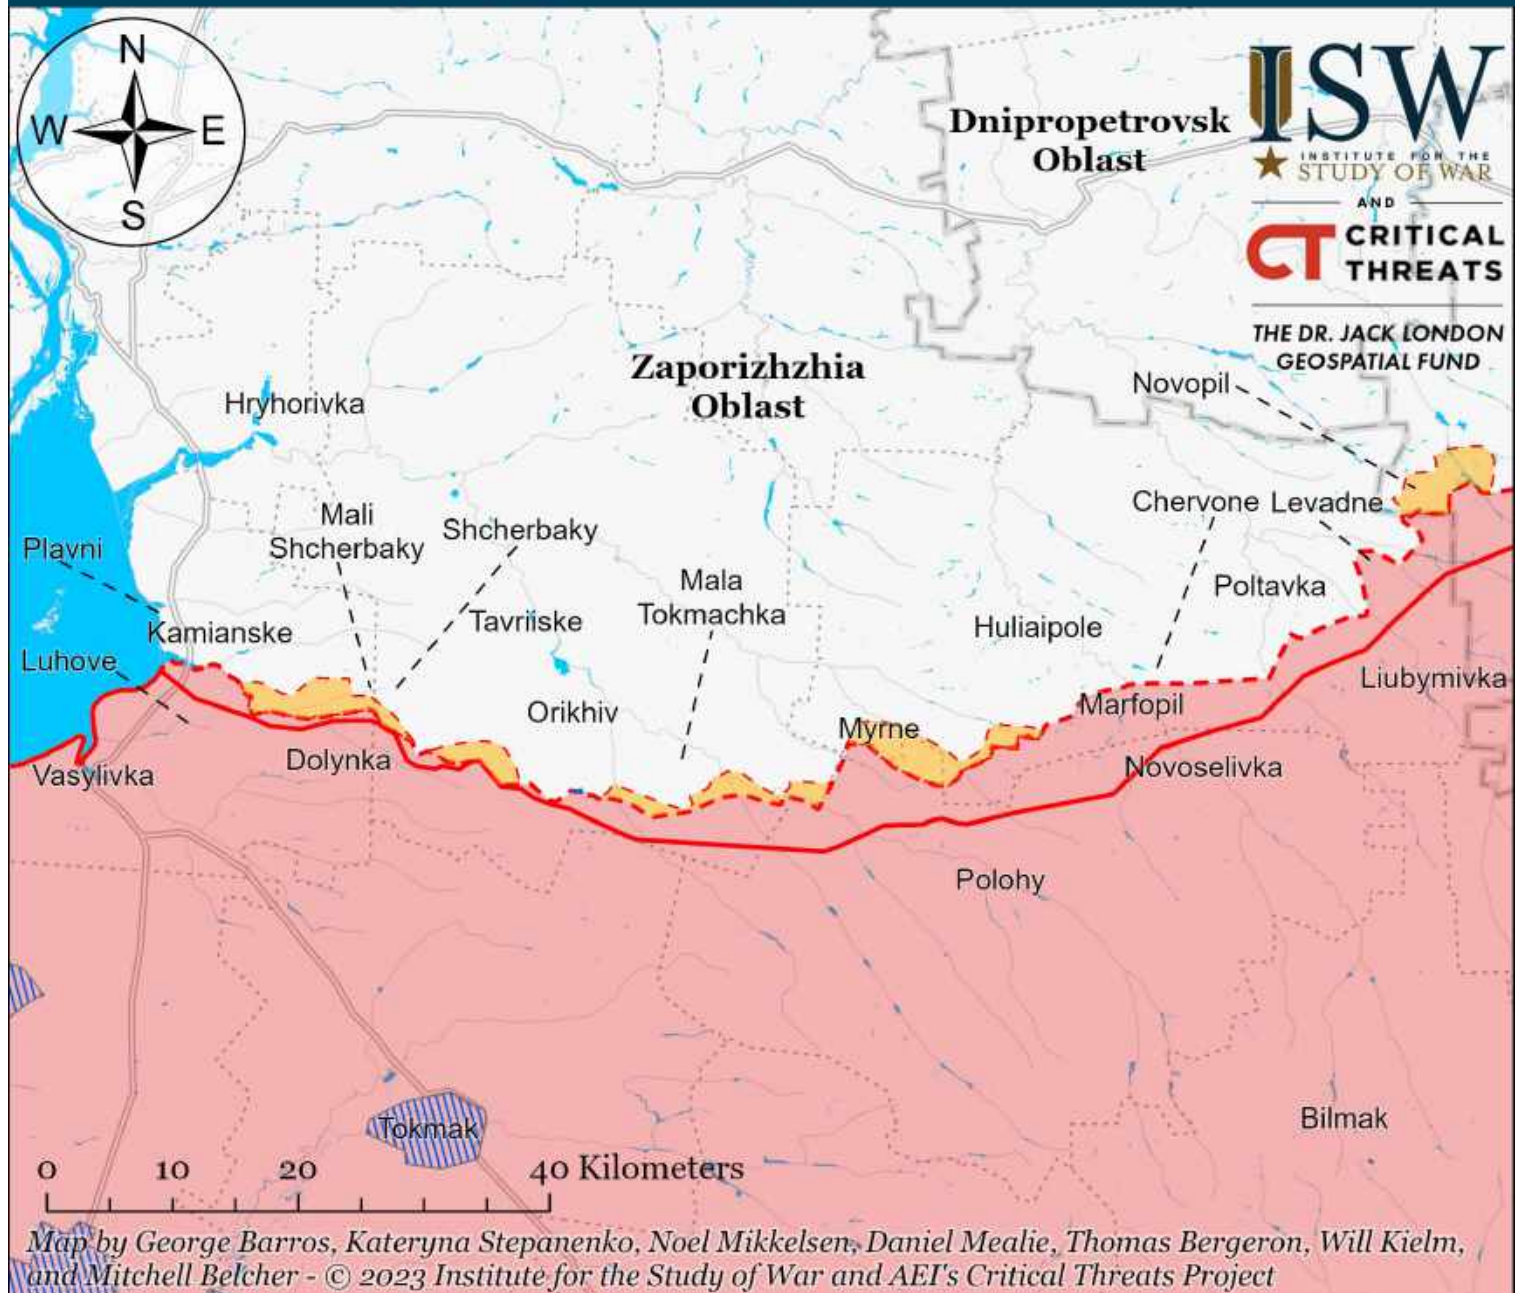 N
W
E
S
Dnipropetrovsk
Oblast
ISW
INSTITUTE FOR THE
STUDY OF WAR
AND
CT CRITICAL
THREATS
THE DR. JACK LONDON
GEOSPATIAL FUND
Zaporizhzhia
Oblast
Novopil
Hryhorivka
Chervone
Levadne
Mali
Shcherbaky
Shcherbaky
Plavni
Mala
Tokmachka
Poltavka
Tavriiske
Huliaipole
Kamianske
Luhove
Liubymivka
Orikhiv
Marfopil
Myrne
Dolynka
Vasylivka
Novoselivka
Polohy
Tokmak
Bilmak
0 10 20 40 Kilometers
Map by George Barros, Kateryna Stepanenko, Noel Mikkelsen, Daniel Mealie, Thomas Bergeron, Will Kielm,
and Mitchell Belcher - © 2023 Institute for the Study of War and AEI's Critical Threats Project